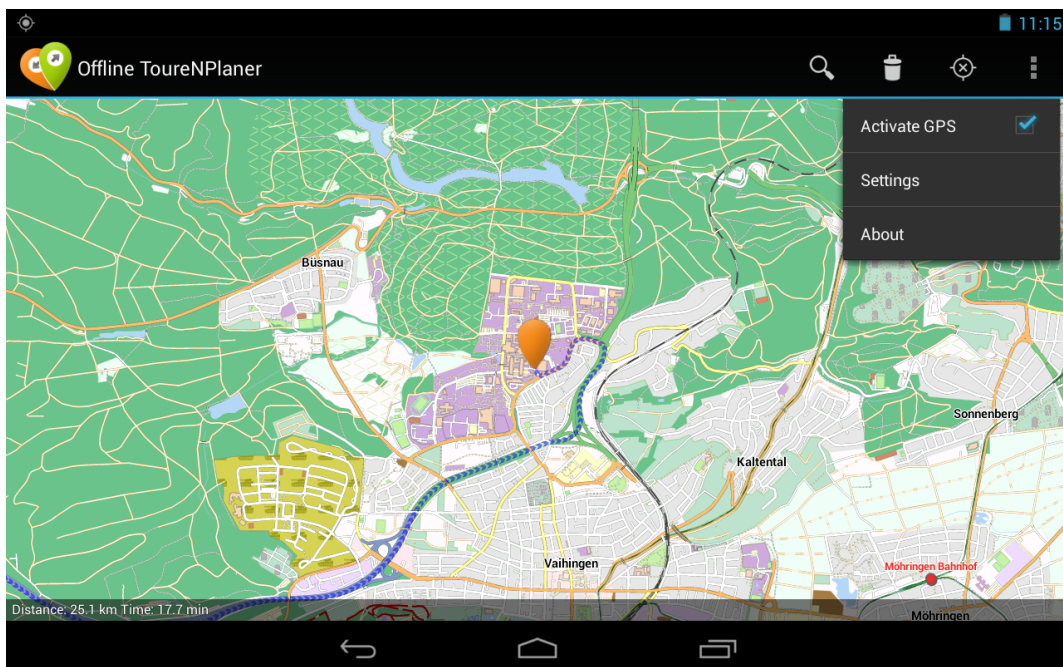 11:15
Offline ToureNPlaner
Activate GPS
Settings
About
Büsnau
Sonnenberg
Kaltental
Vaihingen
Möhringen Bahnhof
Distance: 25.1 km Time: 17.7 min
Möhringen